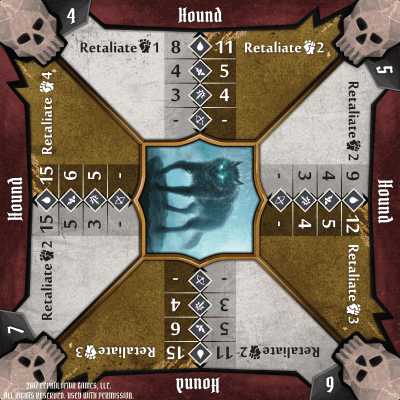 4 Hound
Retaliate 1 8 11 Retaliate 2
4 5
3 4
- -
5 Hound
Retaliate 2 9 12 Retaliate 3
4 5
3 4
- -
6 Hound
Retaliate 2 11 15 Retaliate 3
5 6
3 4
- -
7 Hound
Retaliate 2 15 15 Retaliate 4
5 6
3 5
- -
2017 CEPHALOFAIR GAMES, LLC.
ALL RIGHTS RESERVED. USED WITH PERMISSION.